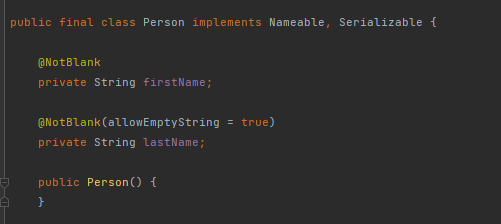 public final class Person implements Nameable, Serializable {
@NotBlank
private String firstName;
@NotBlank(allowEmptyString = true)
private String lastName;
public Person() {
}